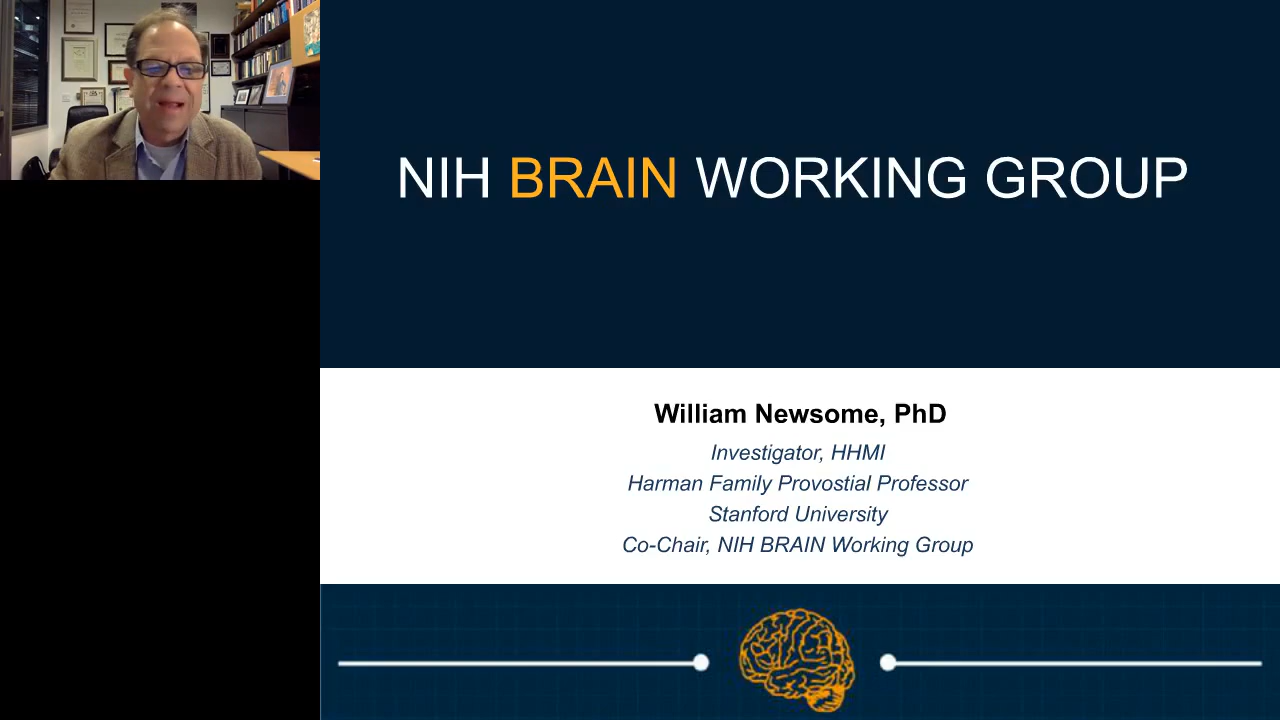 NIH BRAIN WORKING GROUP
William Newsome, PhD
Investigator, HHMI
Harman Family Provostial Professor
Stanford University
Co-Chair, NIH BRAIN Working Group